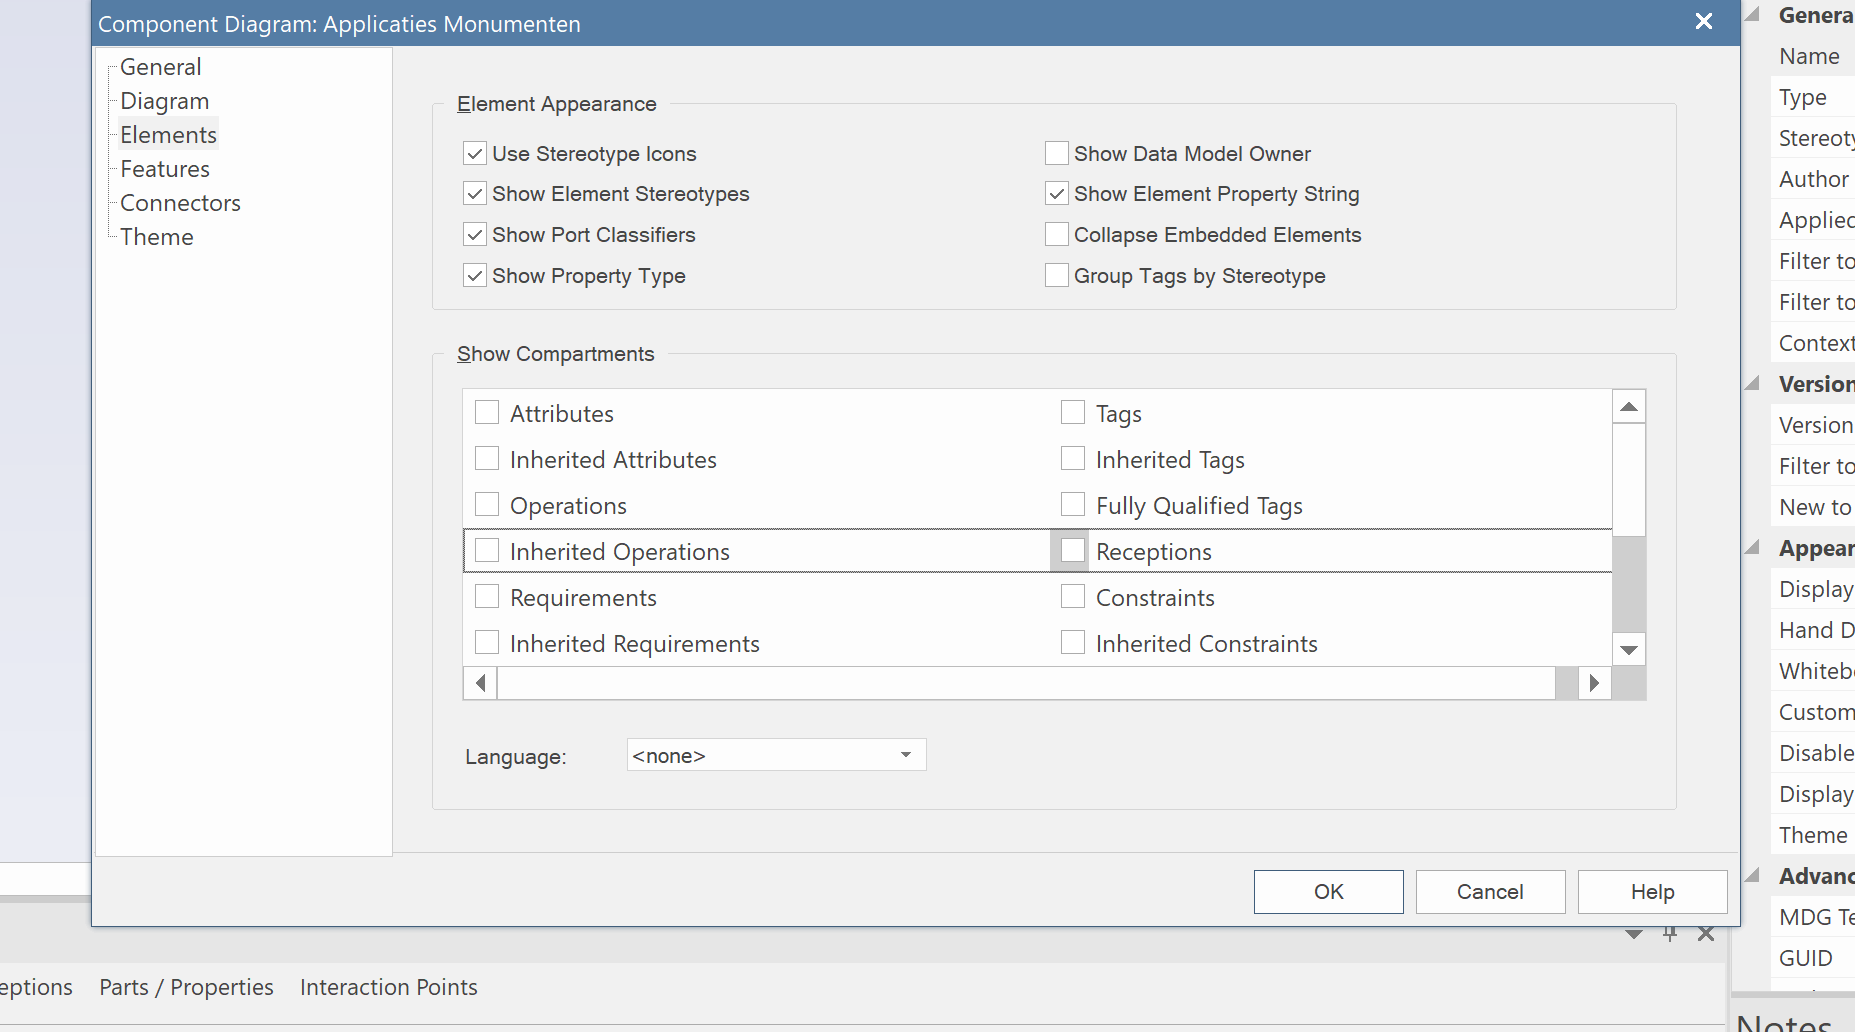 Component Diagram: Applicaties Monumenten
General
Diagram
Elements
Features
Connectors
Theme
Element Appearance
Use Stereotype Icons
Show Data Model Owner
Show Element Stereotypes
Show Element Property String
Show Port Classifiers
Collapse Embedded Elements
Show Property Type
Group Tags by Stereotype
Show Compartments
Attributes
Tags
Inherited Attributes
Inherited Tags
Operations
Fully Qualified Tags
Inherited Operations
Receptions
Requirements
Constraints
Inherited Requirements
Inherited Constraints
Language:
<none>
OK
Cancel
Help
eptions
Parts / Properties
Interaction Points
Genera
Name
Type
Stereoty
Author
Applied
Filter to
Filter to
Context
Version
Version
Filter to
New to
Appear
Display
Hand D
Whitebo
Custom
Disable
Display
Theme
Advanc
MDG Te
GUID
Notes